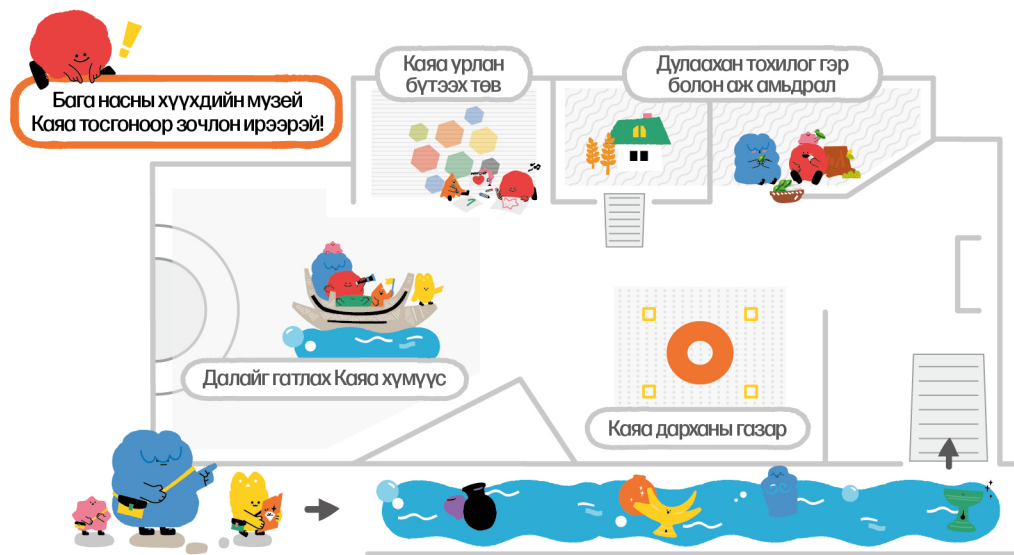 Бага насны хүүхдийн музей
Каяа тосгоноор зочлон ирээрэй!
Каяа урлан
бүтээх төв
Дулаахан тохилог гэр
болон аж амьдрал
Далайг гатлах Каяа хүмүүс
Каяа дарханы газар